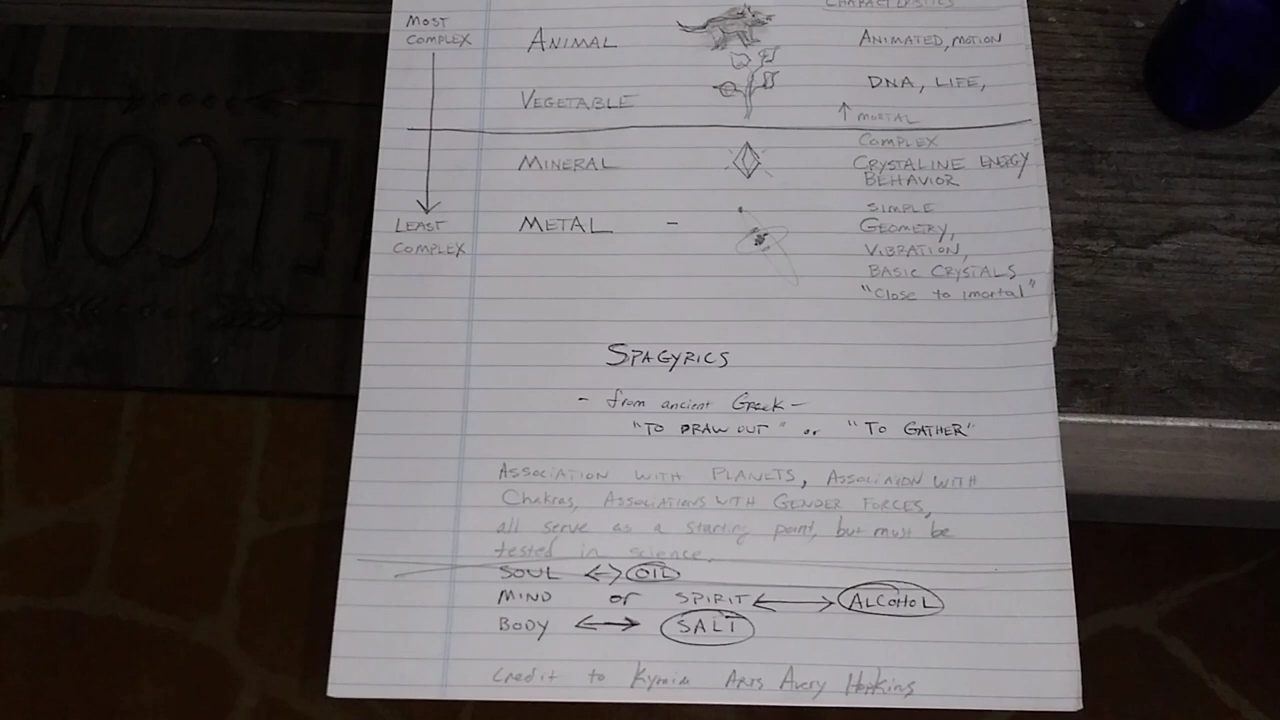 CHARACTERISTICS
MOST
COMPLEX
ANIMAL
ANIMATED, MOTION
VEGETABLE
DNA, LIFE,
↑ MORTAL
MINERAL
COMPLEX
CRYSTALINE ENERGY
BEHAVIOR
LEAST
COMPLEX
METAL -
SIMPLE
GEOMETRY,
VIBRATION,
BASIC CRYSTALS
"Close to imortal"
SPAGYRICS
- from ancient Greek -
"TO DRAW OUT" or "TO GATHER"
ASSOCIATION WITH PLANETS, ASSOCIATION WITH
Chakras, ASSOCIATIONS WITH GENDER FORCES,
all serve as a starting point, but must be
tested in science.
SOUL <-> OIL
MIND or SPIRIT <-> ALCOHOL
BODY <-> SALT
Credit to Kymia Arts Avery Hopkins